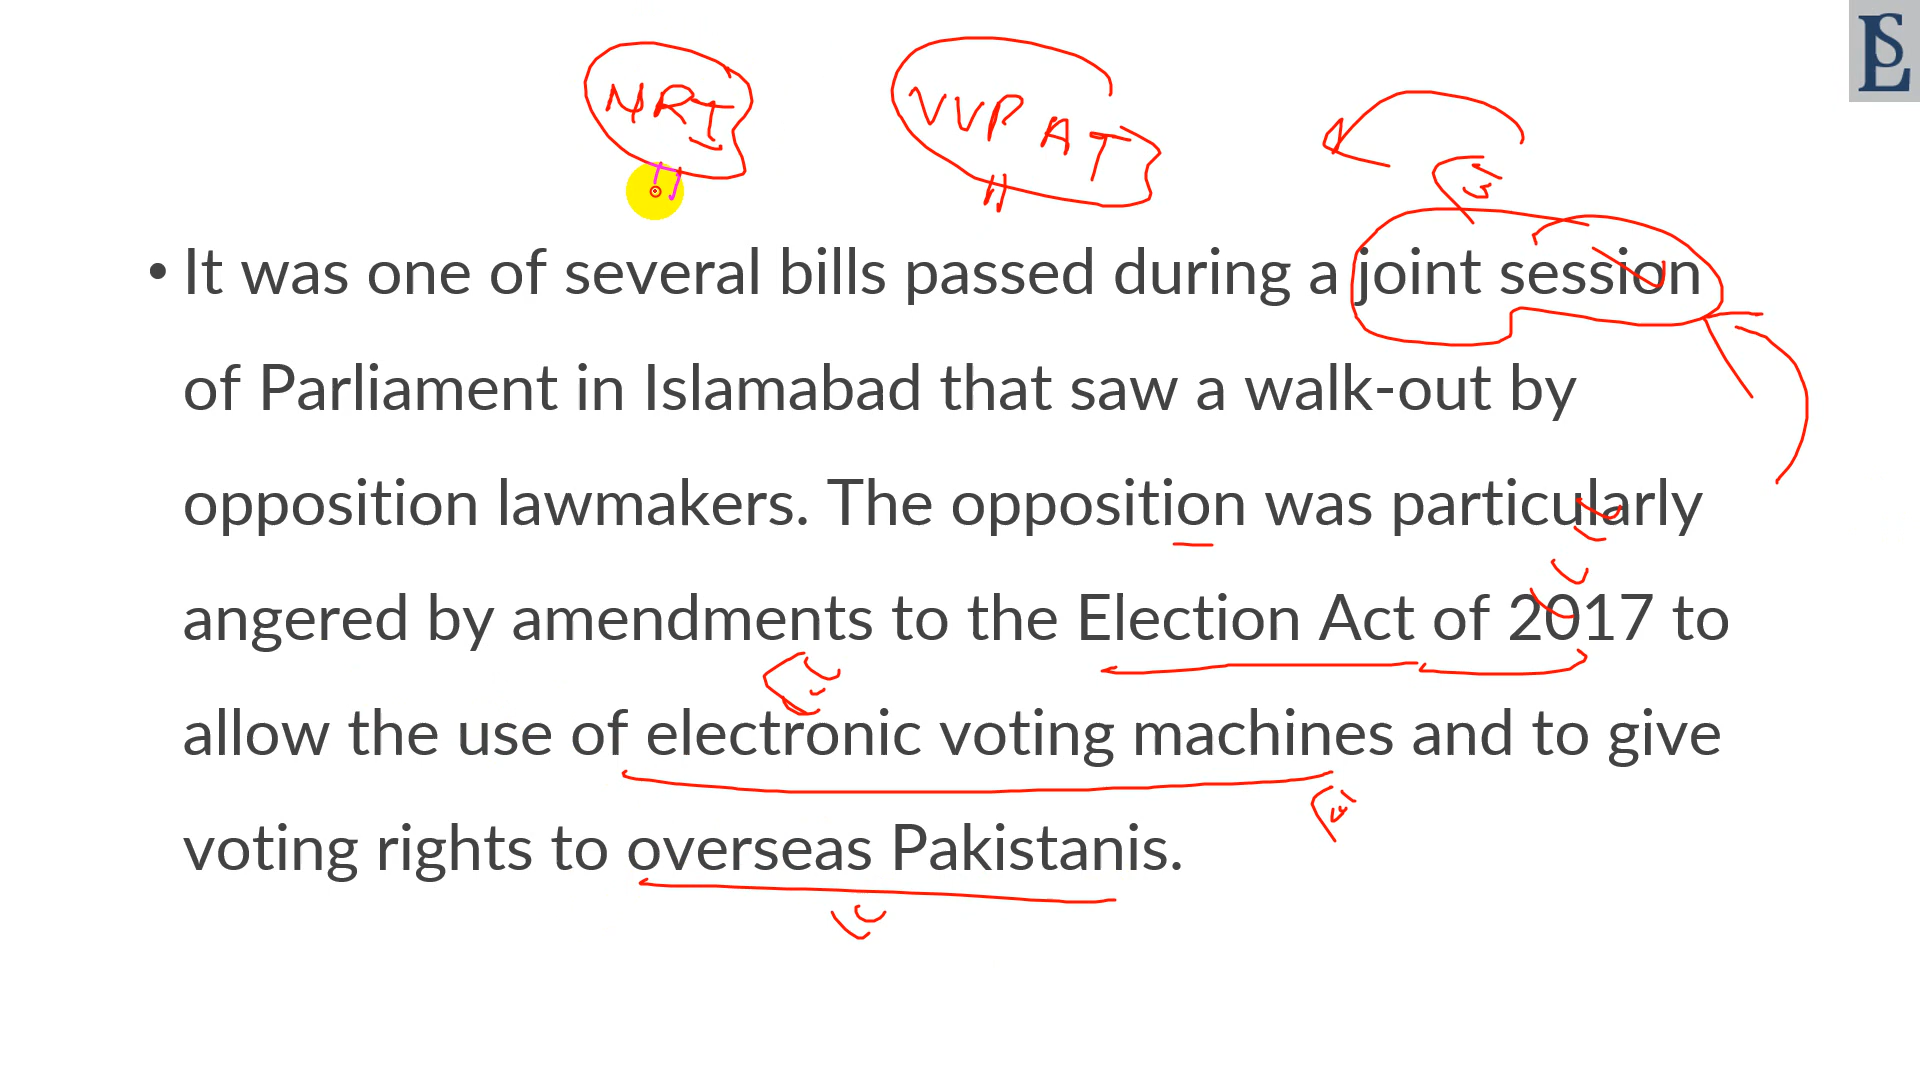 NRI VVPAT
• It was one of several bills passed during a joint session
of Parliament in Islamabad that saw a walk-out by
opposition lawmakers. The opposition was particularly
angered by amendments to the Election Act of 2017 to
allow the use of electronic voting machines and to give
voting rights to overseas Pakistanis.